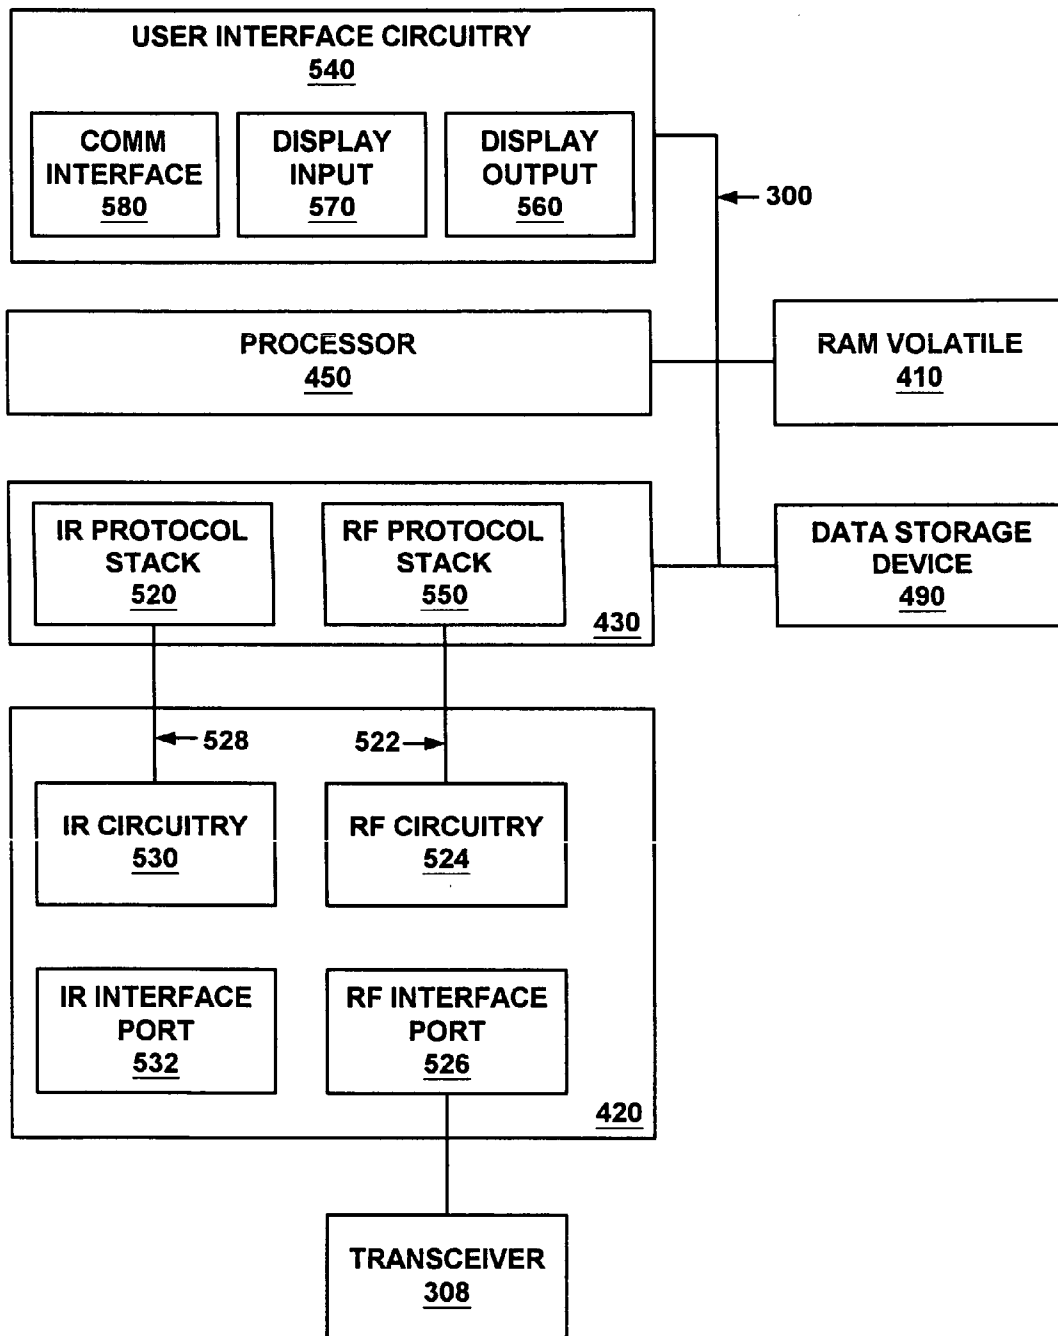 USER INTERFACE CIRCUITRY
540
COMM
INTERFACE
580
DISPLAY
INPUT
570
DISPLAY
OUTPUT
560
300
PROCESSOR
450
RAM VOLATILE
410
IR PROTOCOL
STACK
520
RF PROTOCOL
STACK
550
430
DATA STORAGE
DEVICE
490
528
522
IR CIRCUITRY
530
RF CIRCUITRY
524
IR INTERFACE
PORT
532
RF INTERFACE
PORT
526
420
TRANSCEIVER
308